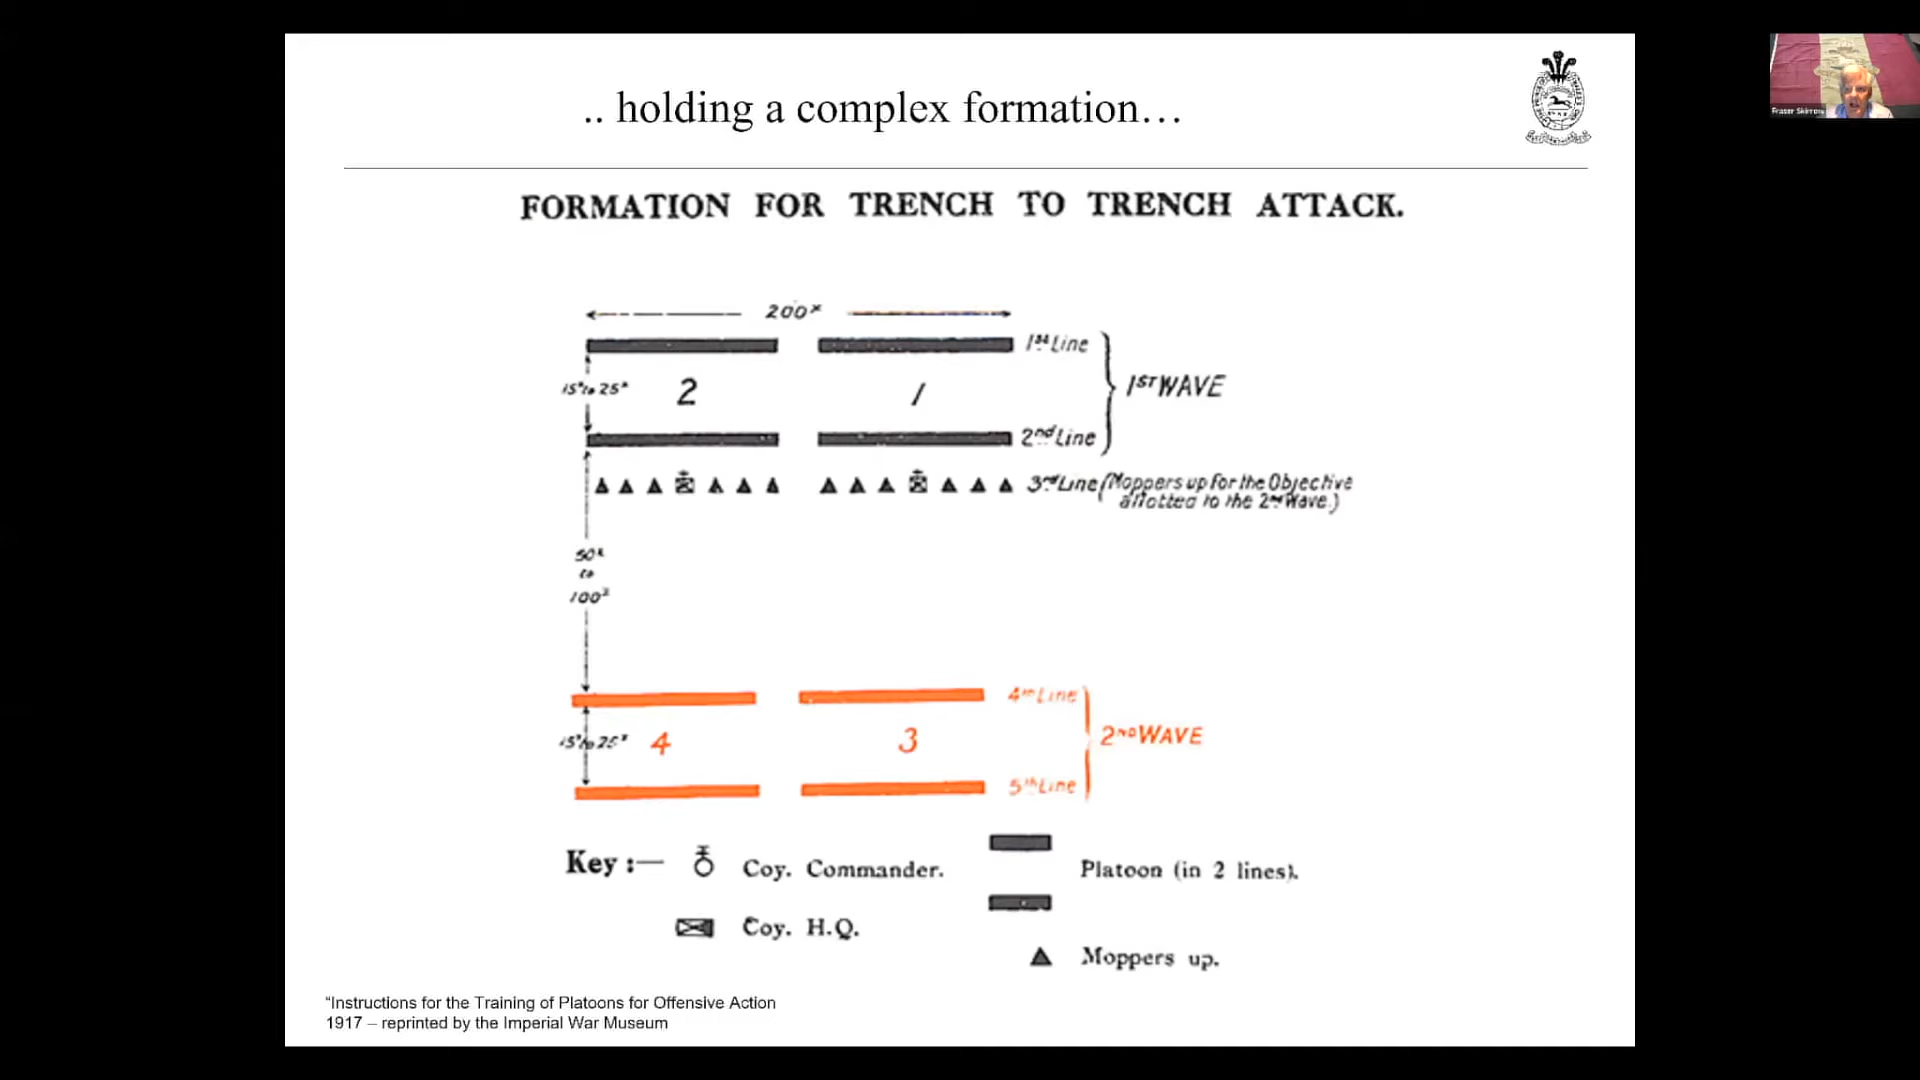 .. holding a complex formation…
Fraser Skirrow
FORMATION FOR TRENCH TO TRENCH ATTACK.
200ˣ
1ˢᵗ Line
15ˣ to 25ˣ
2
1
1ST WAVE
2ⁿᵈ Line
3ʳᵈ Line (Moppers up for the Objective
allotted to the 2ⁿᵈ Wave.)
50ˣ
to
100ˣ
4ᵗʰ Line
15ˣ to 25ˣ
4
3
2ND WAVE
5ᵗʰ Line
Key :—
Coy. Commander.
Platoon (in 2 lines).
Coy. H.Q.
Moppers up.
“Instructions for the Training of Platoons for Offensive Action
1917 – reprinted by the Imperial War Museum